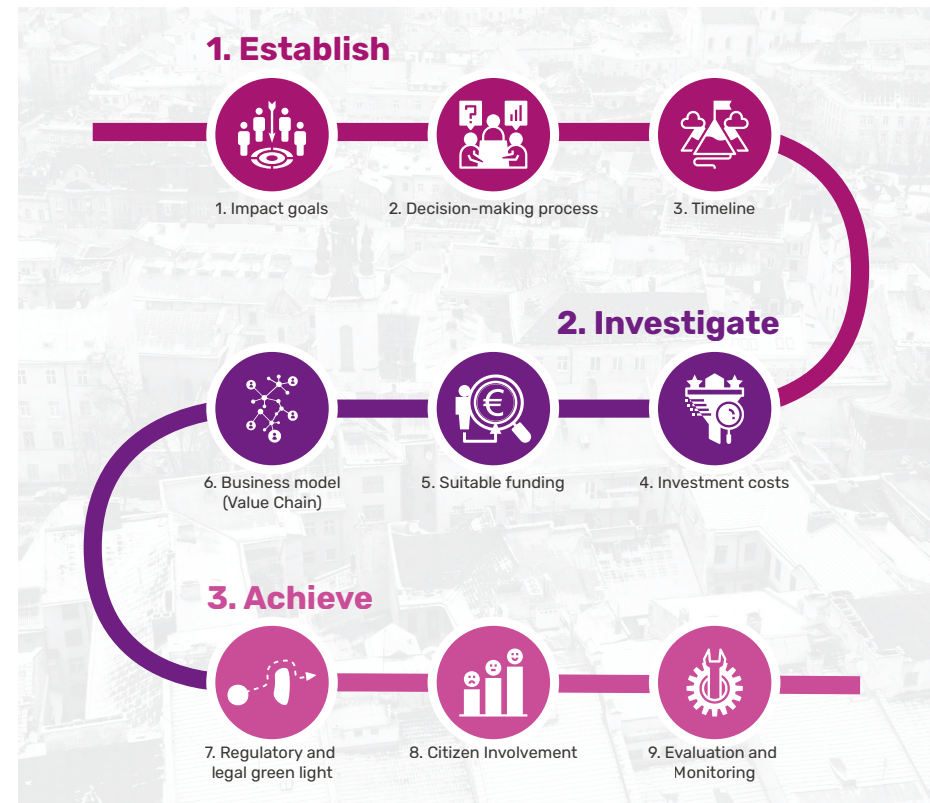 1. Establish
1. Impact goals
2. Decision-making process
3. Timeline
2. Investigate
6. Business model
(Value Chain)
5. Suitable funding
4. Investment costs
3. Achieve
7. Regulatory and
legal green light
8. Citizen Involvement
9. Evaluation and
Monitoring